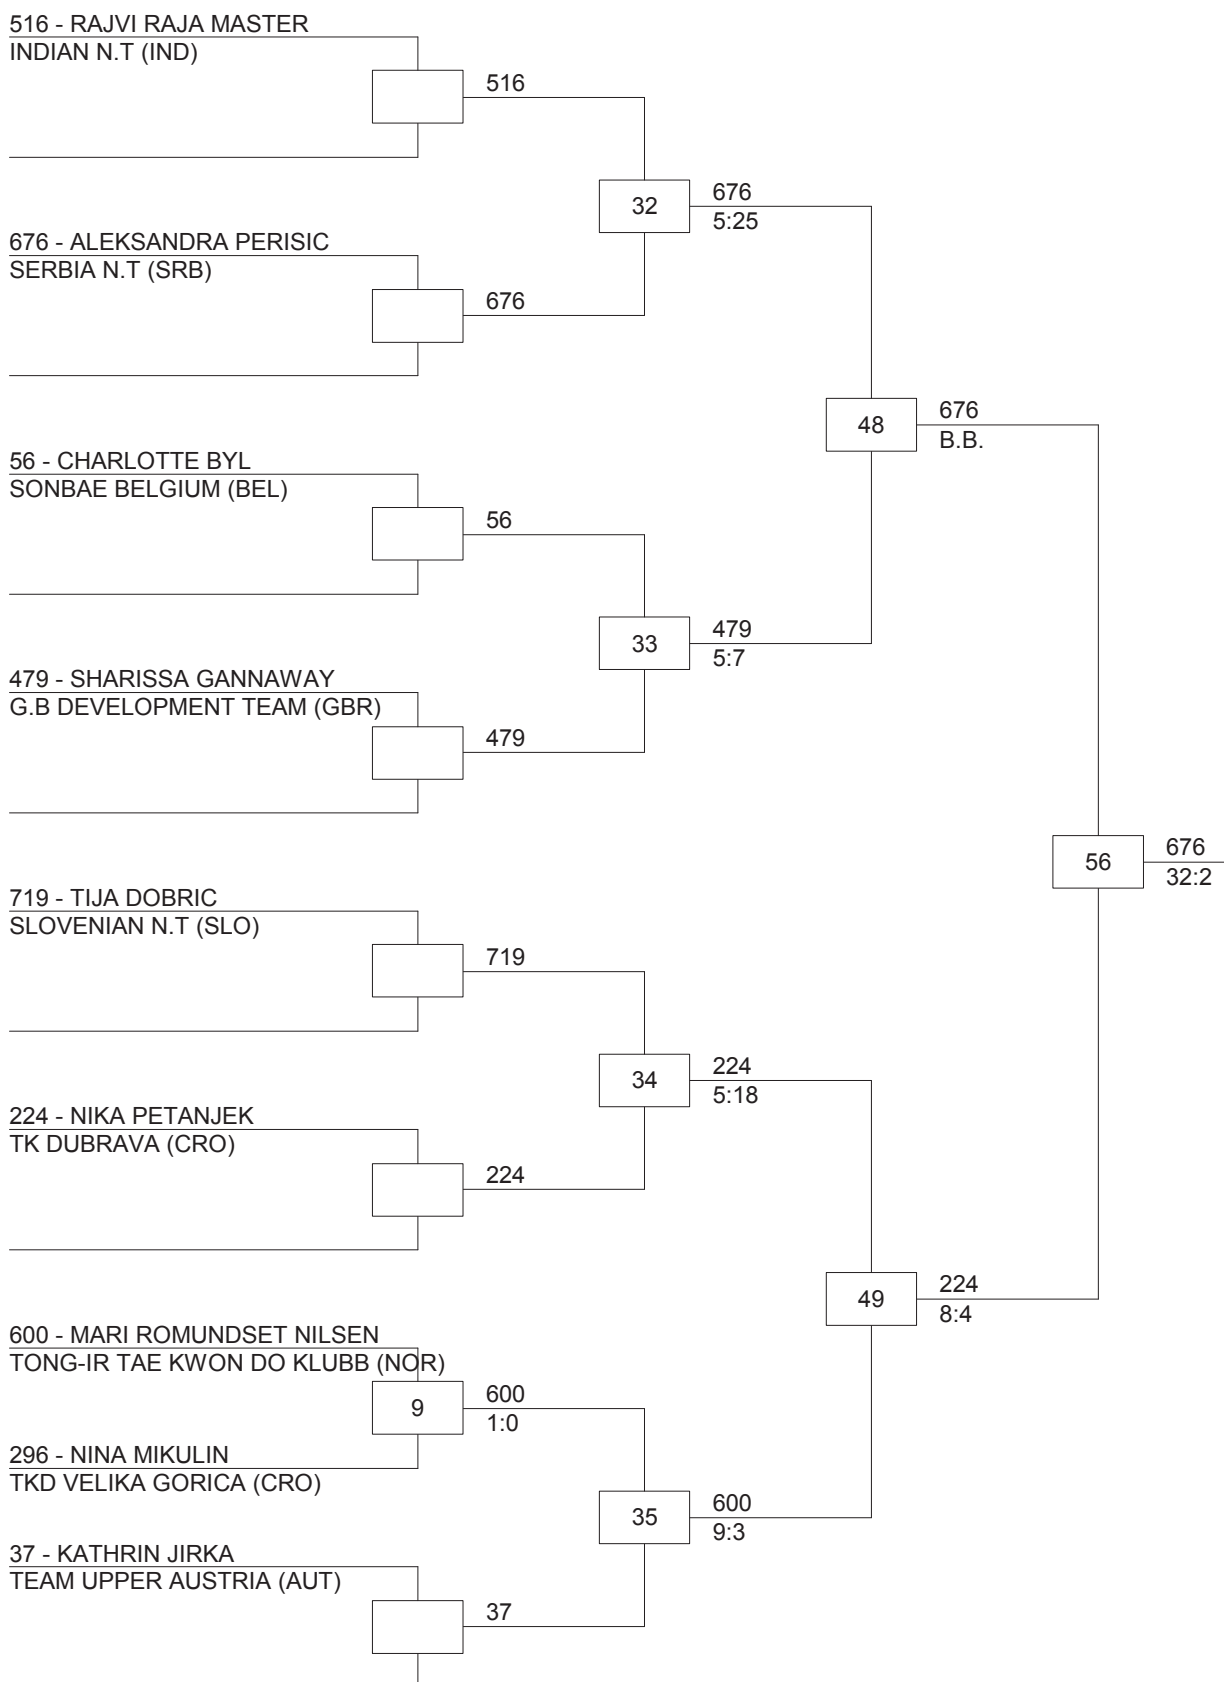 516 - RAJVI RAJA MASTER
INDIAN N.T (IND)
516
32
676
5:25
676 - ALEKSANDRA PERISIC
SERBIA N.T (SRB)
676
48
676
B.B.
56 - CHARLOTTE BYL
SONBAE BELGIUM (BEL)
56
33
479
5:7
479 - SHARISSA GANNAWAY
G.B DEVELOPMENT TEAM (GBR)
479
56
676
32:2
719 - TIJA DOBRIC
SLOVENIAN N.T (SLO)
719
34
224
5:18
224 - NIKA PETANJEK
TK DUBRAVA (CRO)
224
49
224
8:4
600 - MARI ROMUNDSET NILSEN
TONG-IR TAE KWON DO KLUBB (NOR)
9
600
1:0
296 - NINA MIKULIN
TKD VELIKA GORICA (CRO)
35
600
9:3
37 - KATHRIN JIRKA
TEAM UPPER AUSTRIA (AUT)
37